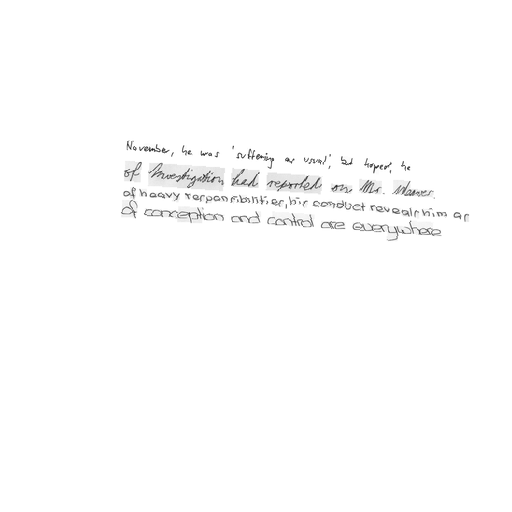 November, he was 'suffering as usual', but hoped, he
of Investigation had reported on Mr. Weaver.
of heavy responsibilities, his conduct reveals him as
of conception and control are everywhere